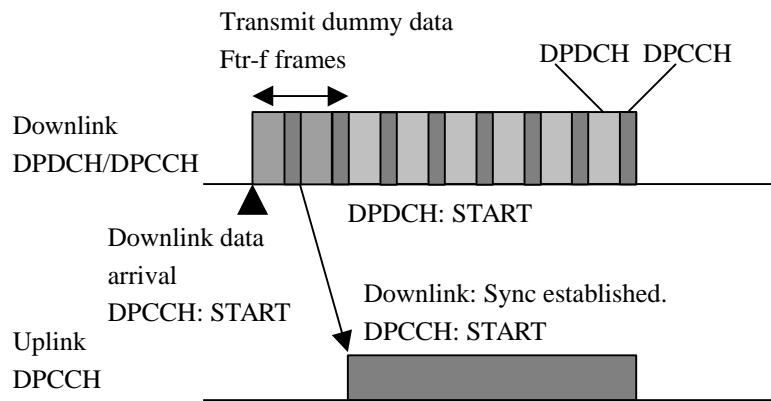 Transmit dummy data
Ftr-f frames
DPDCH DPCCH
Downlink
DPDCH/DPCCH
DPDCH: START
Downlink data
arrival
DPCCH: START
Downlink: Sync established.
DPCCH: START
Uplink
DPCCH